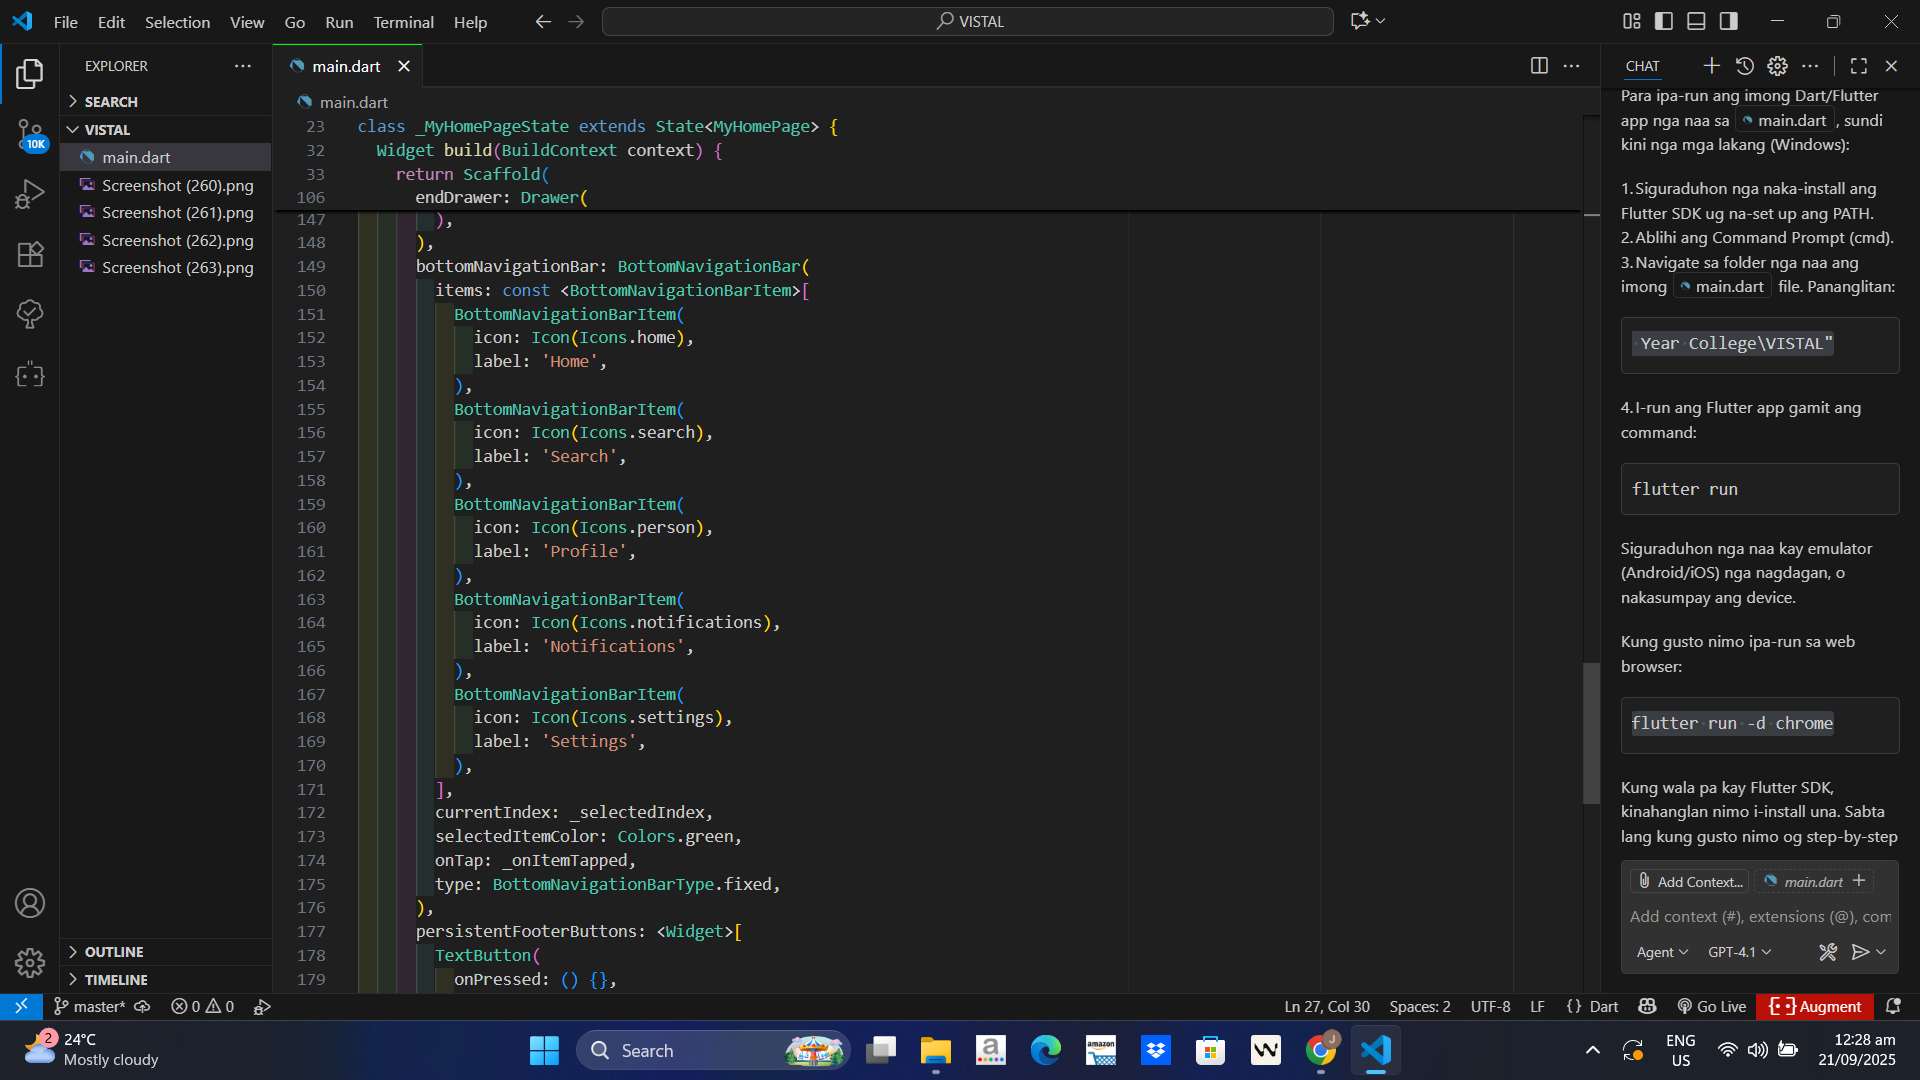 File Edit Selection View Go Run Terminal Help
VISTAL
EXPLORER
SEARCH
VISTAL
main.dart
Screenshot (260).png
Screenshot (261).png
Screenshot (262).png
Screenshot (263).png
OUTLINE
TIMELINE
10K
main.dart
main.dart
23 class _MyHomePageState extends State<MyHomePage> {
32 Widget build(BuildContext context) {
33 return Scaffold(
106 endDrawer: Drawer(
147 ),
148 ),
149 bottomNavigationBar: BottomNavigationBar(
150 items: const <BottomNavigationBarItem>[
151 BottomNavigationBarItem(
152 icon: Icon(Icons.home),
153 label: 'Home',
154 ),
155 BottomNavigationBarItem(
156 icon: Icon(Icons.search),
157 label: 'Search',
158 ),
159 BottomNavigationBarItem(
160 icon: Icon(Icons.person),
161 label: 'Profile',
162 ),
163 BottomNavigationBarItem(
164 icon: Icon(Icons.notifications),
165 label: 'Notifications',
166 ),
167 BottomNavigationBarItem(
168 icon: Icon(Icons.settings),
169 label: 'Settings',
170 ),
171 ],
172 currentIndex: _selectedIndex,
173 selectedItemColor: Colors.green,
174 onTap: _onItemTapped,
175 type: BottomNavigationBarType.fixed,
176 ),
177 persistentFooterButtons: <Widget>[
178 TextButton(
179 onPressed: () {},
CHAT
Para ipa-run ang imong Dart/Flutter
app nga naa sa main.dart , sundi
kini nga mga lakang (Windows):
1. Siguraduhon nga naka-install ang
Flutter SDK ug na-set up ang PATH.
2. Ablihi ang Command Prompt (cmd).
3. Navigate sa folder nga naa ang
imong main.dart file. Pananglitan:
Year College\VISTAL"
4. I-run ang Flutter app gamit ang
command:
flutter run
Siguraduhon nga naa kay emulator
(Android/iOS) nga nagdagan, o
nakasumpay ang device.
Kung gusto nimo ipa-run sa web
browser:
flutter run -d chrome
Kung wala pa kay Flutter SDK,
kinahanglan nimo i-install una. Sabta
lang kung gusto nimo og step-by-step
Add Context... main.dart
Add context (#), extensions (@), com
Agent GPT-4.1
master* 0 0
Ln 27, Col 30 Spaces: 2 UTF-8 LF {} Dart Go Live Augment
2
24°C
Mostly cloudy
Search
amazon
J
ENG
US
12:28 am
21/09/2025